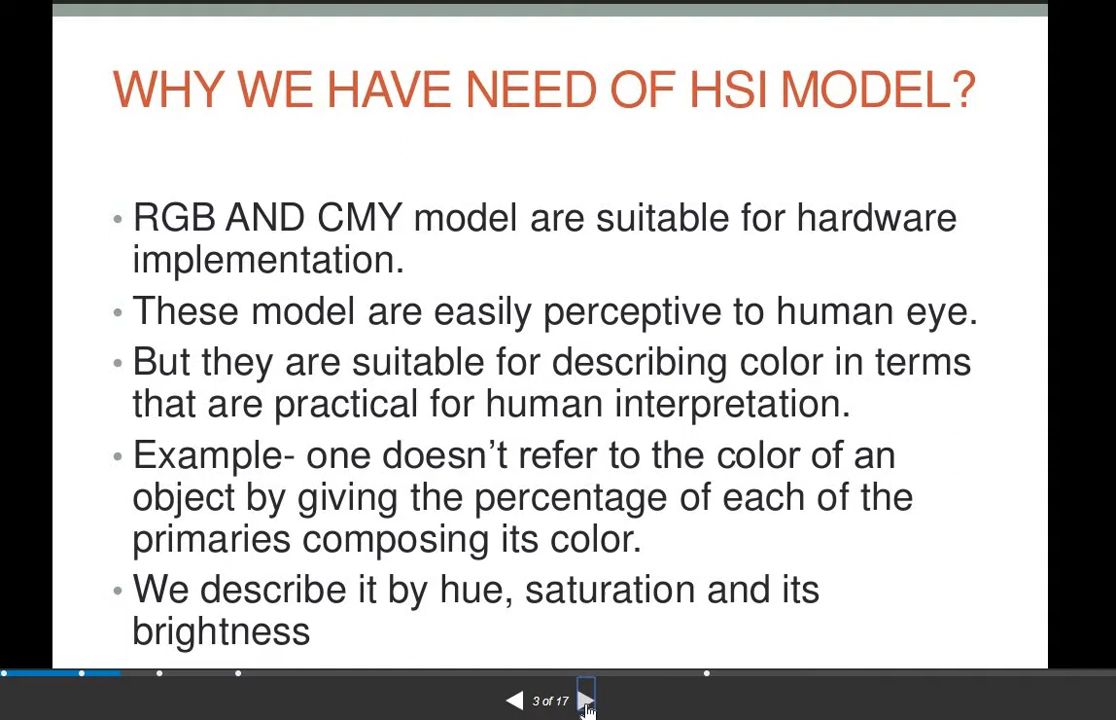 WHY WE HAVE NEED OF HSI MODEL?
• RGB AND CMY model are suitable for hardware
implementation.
• These model are easily perceptive to human eye.
• But they are suitable for describing color in terms
that are practical for human interpretation.
• Example- one doesn’t refer to the color of an
object by giving the percentage of each of the
primaries composing its color.
• We describe it by hue, saturation and its
brightness
3 of 17